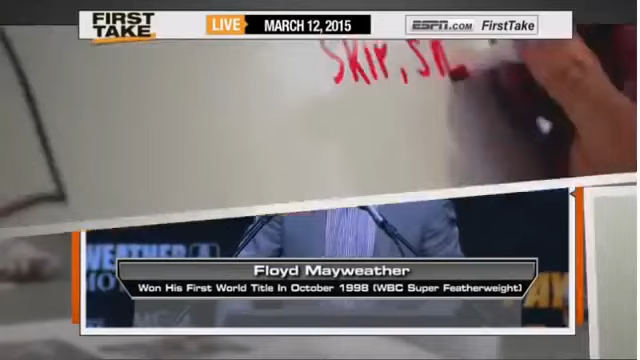 FIRST TAKE
LIVE
MARCH 12, 2015
ESPN.COM FirstTake
SKIP,
WEATHER
Floyd Mayweather
Won His First World Title In October 1998 (WBC Super Featherweight)